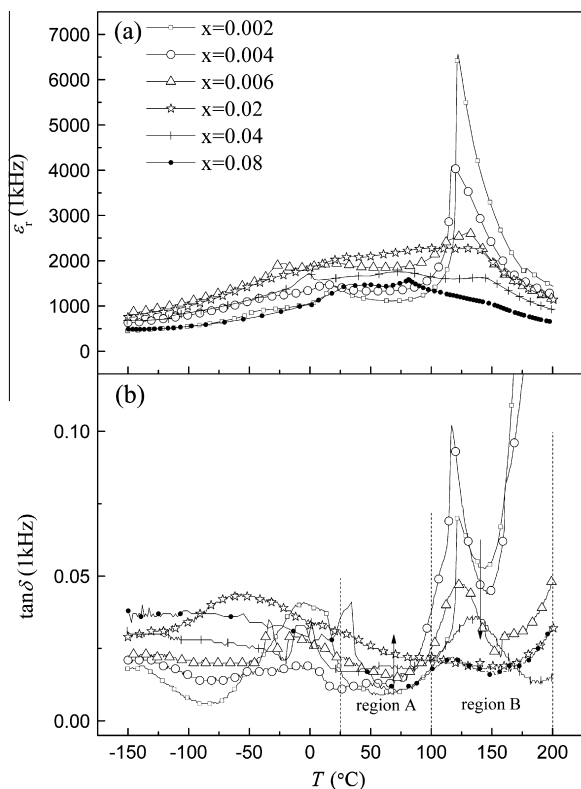 (a)
x=0.002
x=0.004
x=0.006
x=0.02
x=0.04
x=0.08
7000
6000
5000
4000
3000
2000
1000
0
εr (1kHz)
(b)
0.10
0.05
0.00
tanδ (1kHz)
region A
region B
-150 -100 -50 0 50 100 150 200
T (°C)